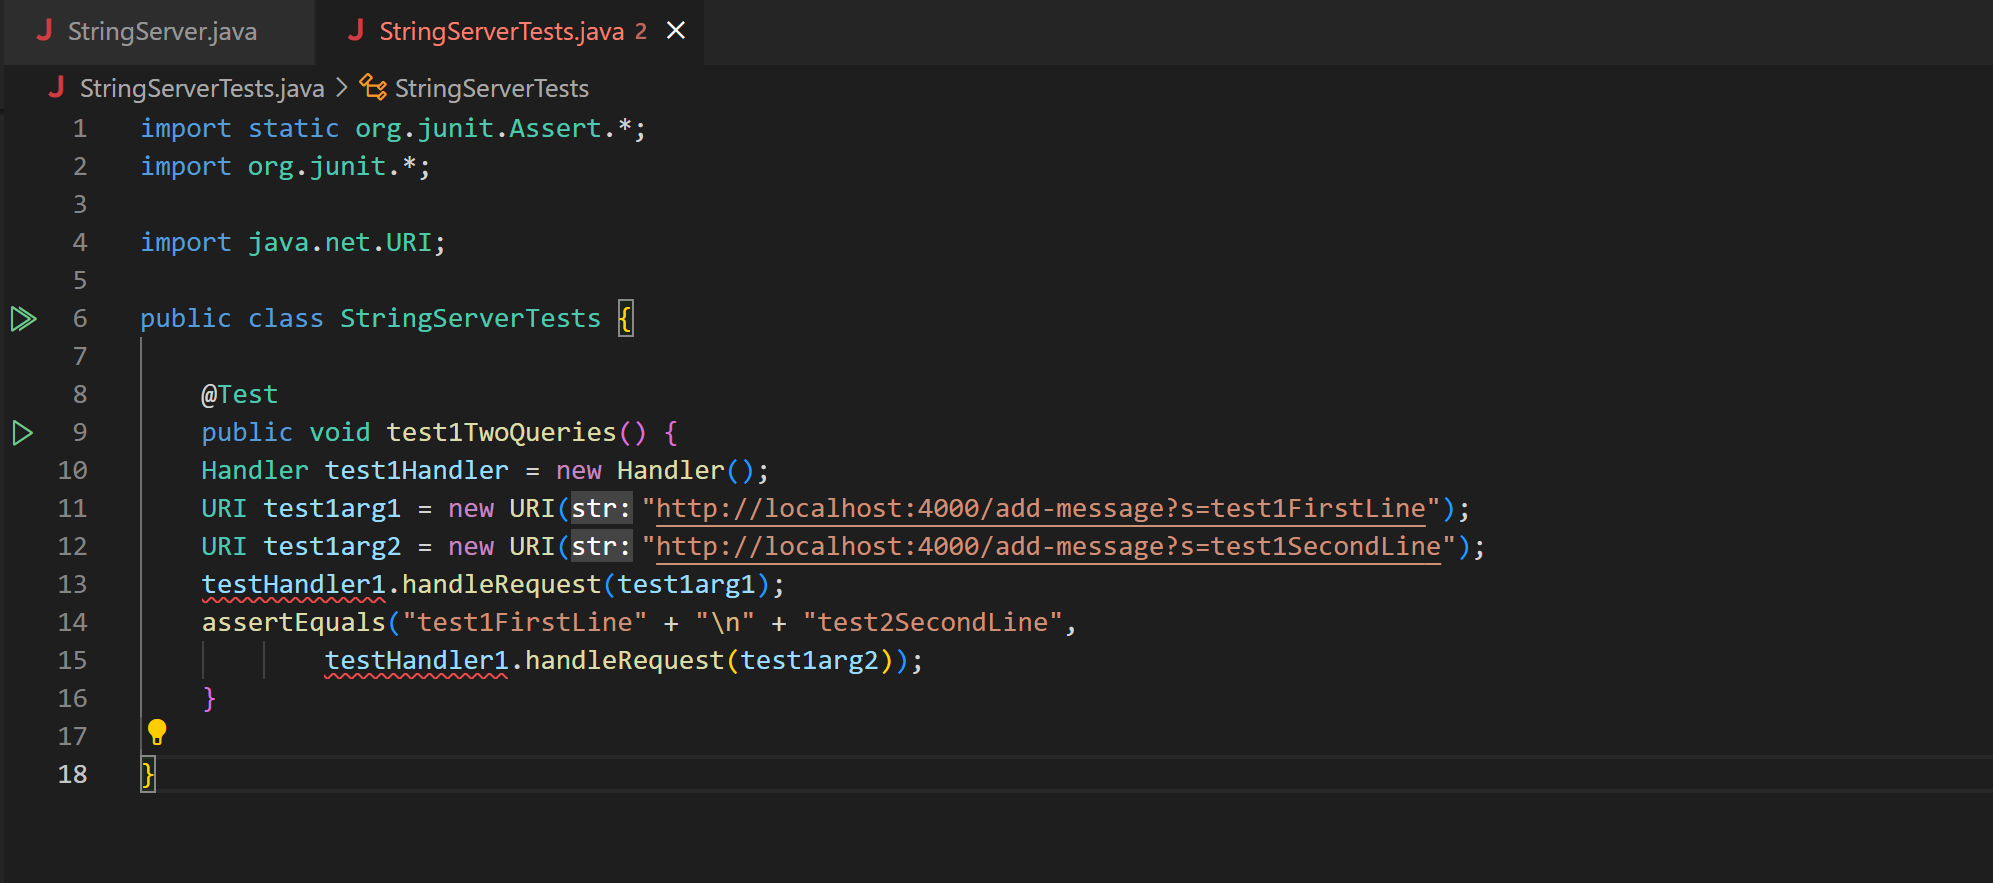 StringServer.java
StringServerTests.java 2
StringServerTests.java > StringServerTests
1 import static org.junit.Assert.*;
2 import org.junit.*;
3
4 import java.net.URI;
5
6 public class StringServerTests {
7
8 @Test
9 public void test1TwoQueries() {
10 Handler test1Handler = new Handler();
11 URI test1arg1 = new URI(str: "http://localhost:4000/add-message?s=test1FirstLine");
12 URI test1arg2 = new URI(str: "http://localhost:4000/add-message?s=test1SecondLine");
13 testHandler1.handleRequest(test1arg1);
14 assertEquals("test1FirstLine" + "\n" + "test2SecondLine",
15 testHandler1.handleRequest(test1arg2));
16 }
17
18 }